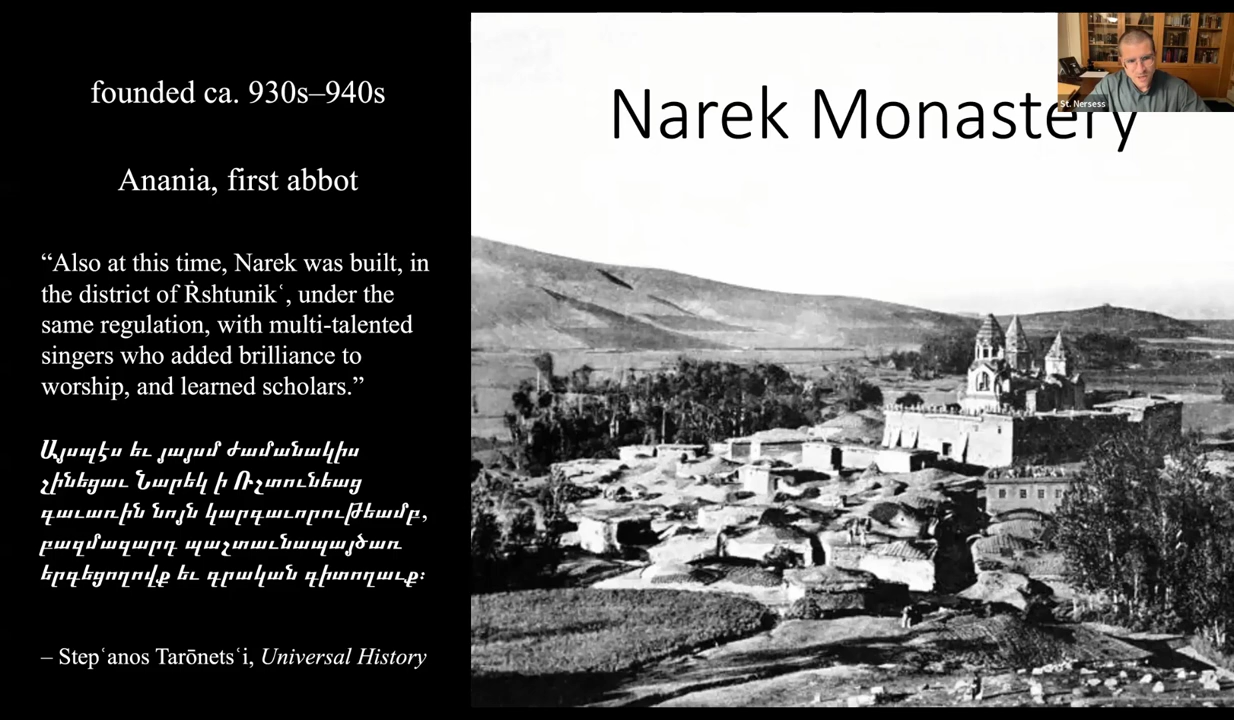 founded ca. 930s–940s
Anania, first abbot
“Also at this time, Narek was built, in
the district of Ṙshtunikʿ, under the
same regulation, with multi-talented
singers who added brilliance to
worship, and learned scholars.”
Այսպէս եւ յայսմ ժամանակիս
շինեցաւ Նարեկ ի Ռշտունեաց
գաւառին նոյն կարգաւորութեամբ,
բազմազարդ պաշտաւնապայծառ
երգեցողովք եւ գրական գիտողաւք։
– Stepʿanos Tarōnetsʿi, Universal History
Narek Monastery
St. Nersess